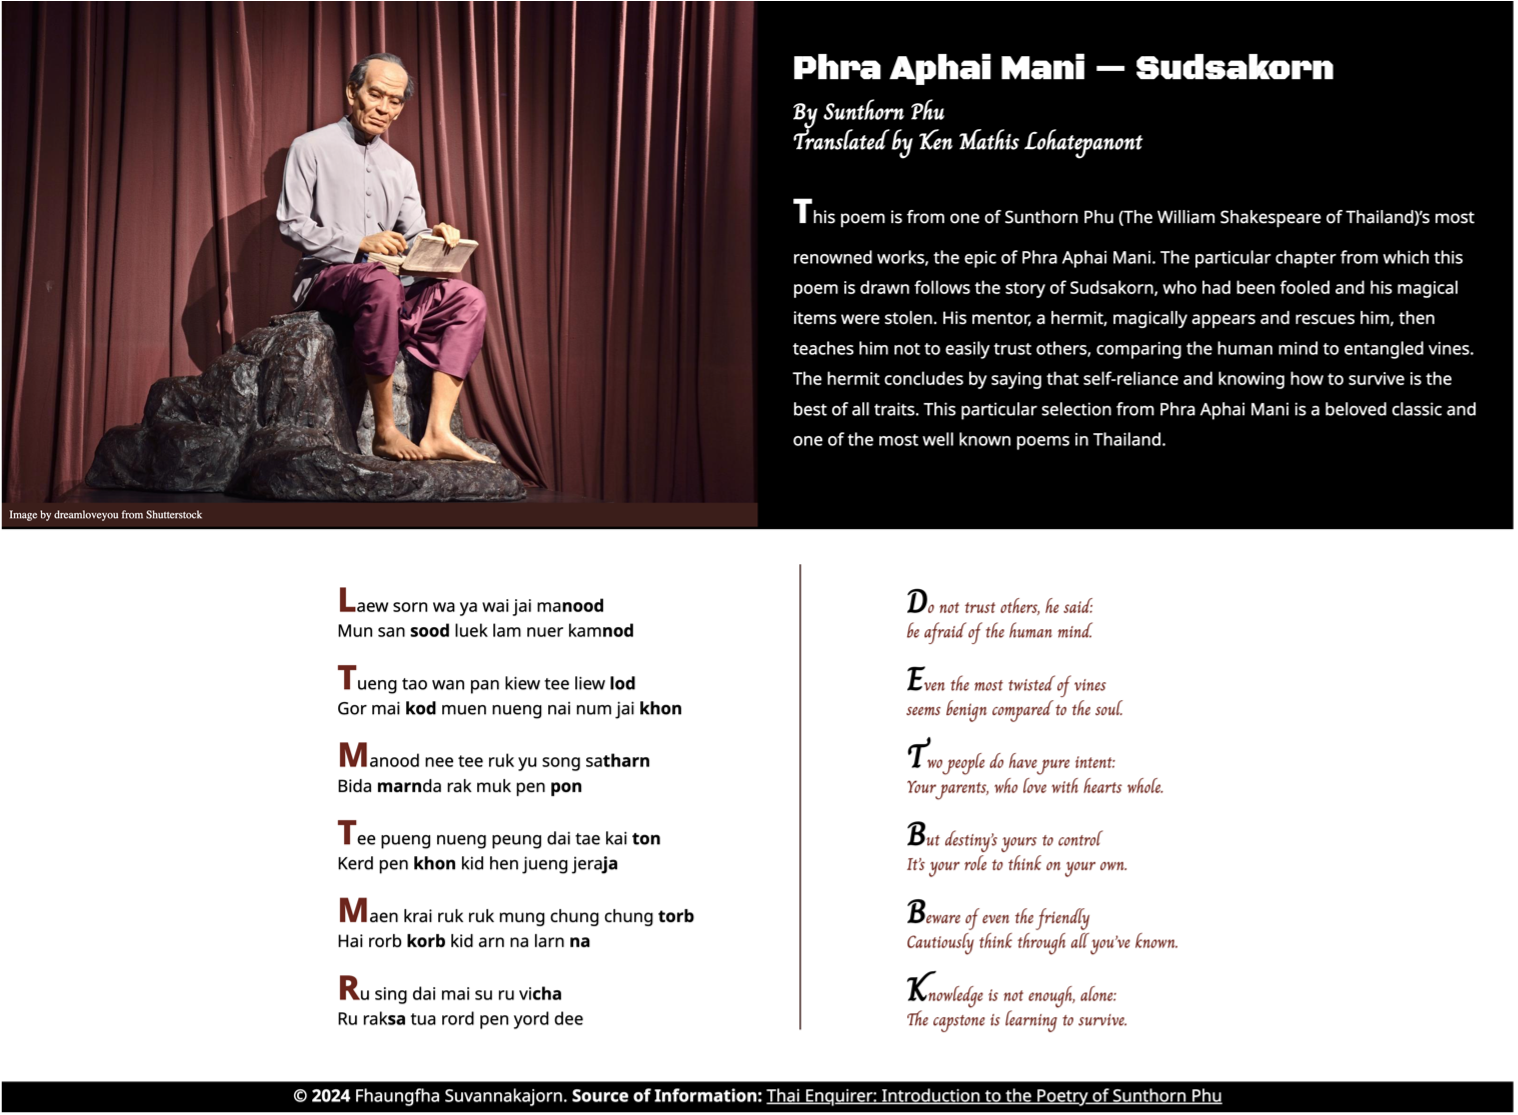 Phra Aphai Mani — Sudsakorn
By Sunthorn Phu
Translated by Ken Mathis Lohatepanont
This poem is from one of Sunthorn Phu (The William Shakespeare of Thailand)'s most
renowned works, the epic of Phra Aphai Mani. The particular chapter from which this
poem is drawn follows the story of Sudsakorn, who had been fooled and his magical
items were stolen. His mentor, a hermit, magically appears and rescues him, then
teaches him not to easily trust others, comparing the human mind to entangled vines.
The hermit concludes by saying that self-reliance and knowing how to survive is the
best of all traits. This particular selection from Phra Aphai Mani is a beloved classic and
one of the most well known poems in Thailand.
Image by dreamloveyou from Shutterstock
Laew sorn wa ya wai jai manood
Mun san sood luek lam nuer kamnod
Tueng tao wan pan kiew tee liew lod
Gor mai kod muen nueng nai num jai khon
Manood nee tee ruk yu song satharn
Bida marnda rak muk pen pon
Tee pueng nueng peung dai tae kai ton
Kerd pen khon kid hen jueng jeraja
Maen krai ruk ruk mung chung chung torb
Hai rorb korb kid arn na larn na
Ru sing dai mai su ru vicha
Ru raksa tua rord pen yord dee
Do not trust others, he said:
be afraid of the human mind.
Even the most twisted of vines
seems benign compared to the soul.
Two people do have pure intent:
Your parents, who love with hearts whole.
But destiny's yours to control
It's your role to think on your own.
Beware of even the friendly
Cautiously think through all you've known.
Knowledge is not enough, alone:
The capstone is learning to survive.
© 2024 Fhaungfha Suvannakajorn. Source of Information: Thai Enquirer: Introduction to the Poetry of Sunthorn Phu